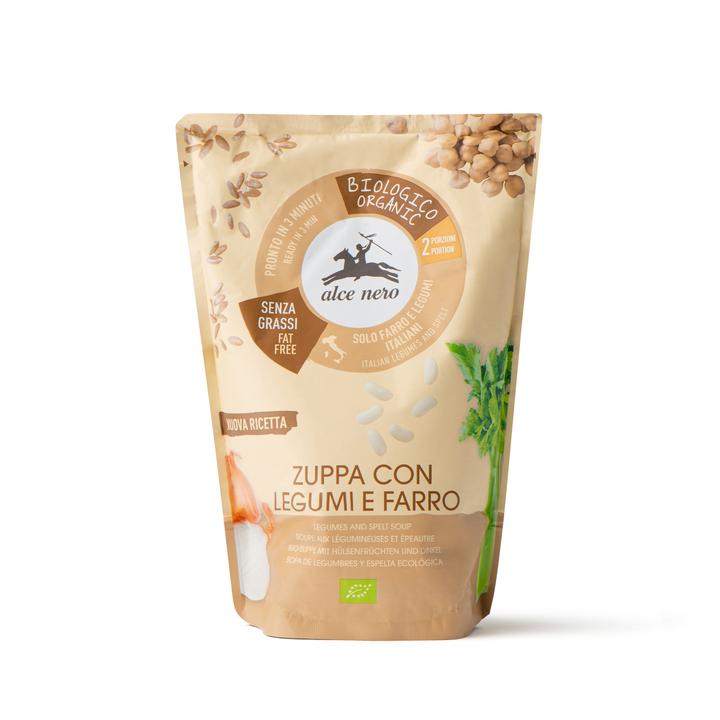 BIOLOGICO
ORGANIC
PRONTO IN 3 MINUTI
READY IN 3 MIN
2 PORZIONI
PORTION
alce nero
SENZA
GRASSI
FAT
FREE
SOLO FARRO E LEGUMI
ITALIANI
ITALIAN LEGUMES AND SPELT
NUOVA RICETTA
ZUPPA CON
LEGUMI E FARRO
LEGUMES AND SPELT SOUP
SOUPE AUX LÉGUMINEUSES ET ÉPEAUTRE
BIO-SUPPE MIT HÜLSENFRÜCHTEN UND DINKEL
SOPA DE LEGUMBRES Y ESPELTA ECOLÓGICA